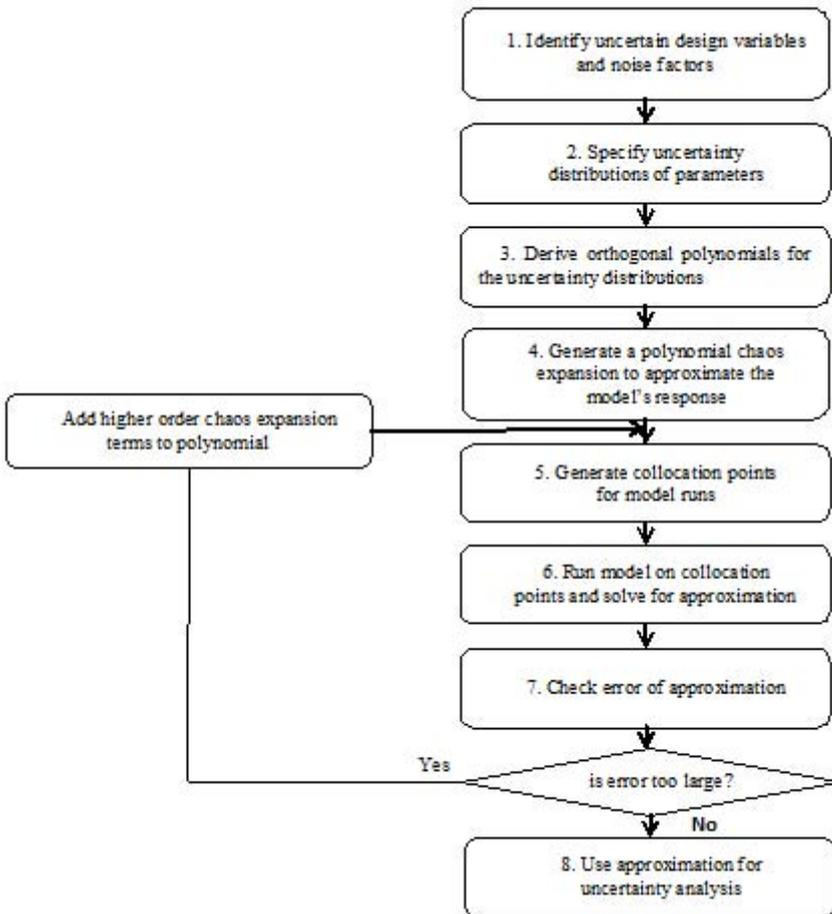 1. Identify uncertain design variables
and noise factors
2. Specify uncertainty
distributions of parameters
3. Derive orthogonal polynomials for
the uncertainty distributions
4. Generate a polynomial chaos
expansion to approximate the
model's response
Add higher order chaos expansion
terms to polynomial
5. Generate collocation points
for model runs
6. Run model on collocation
points and solve for approximation
7. Check error of approximation
Yes
is error too large?
No
8. Use approximation for
uncertainty analysis